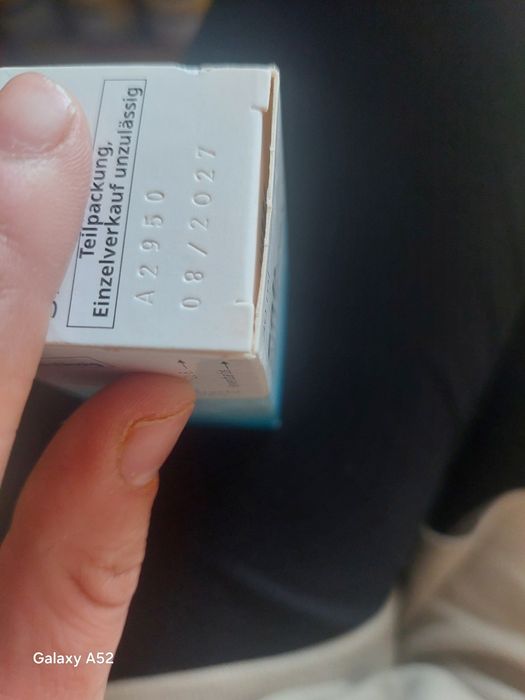 Teilpackung,
Einzelverkauf unzulässig
A2950
08/2027
Galaxy A52